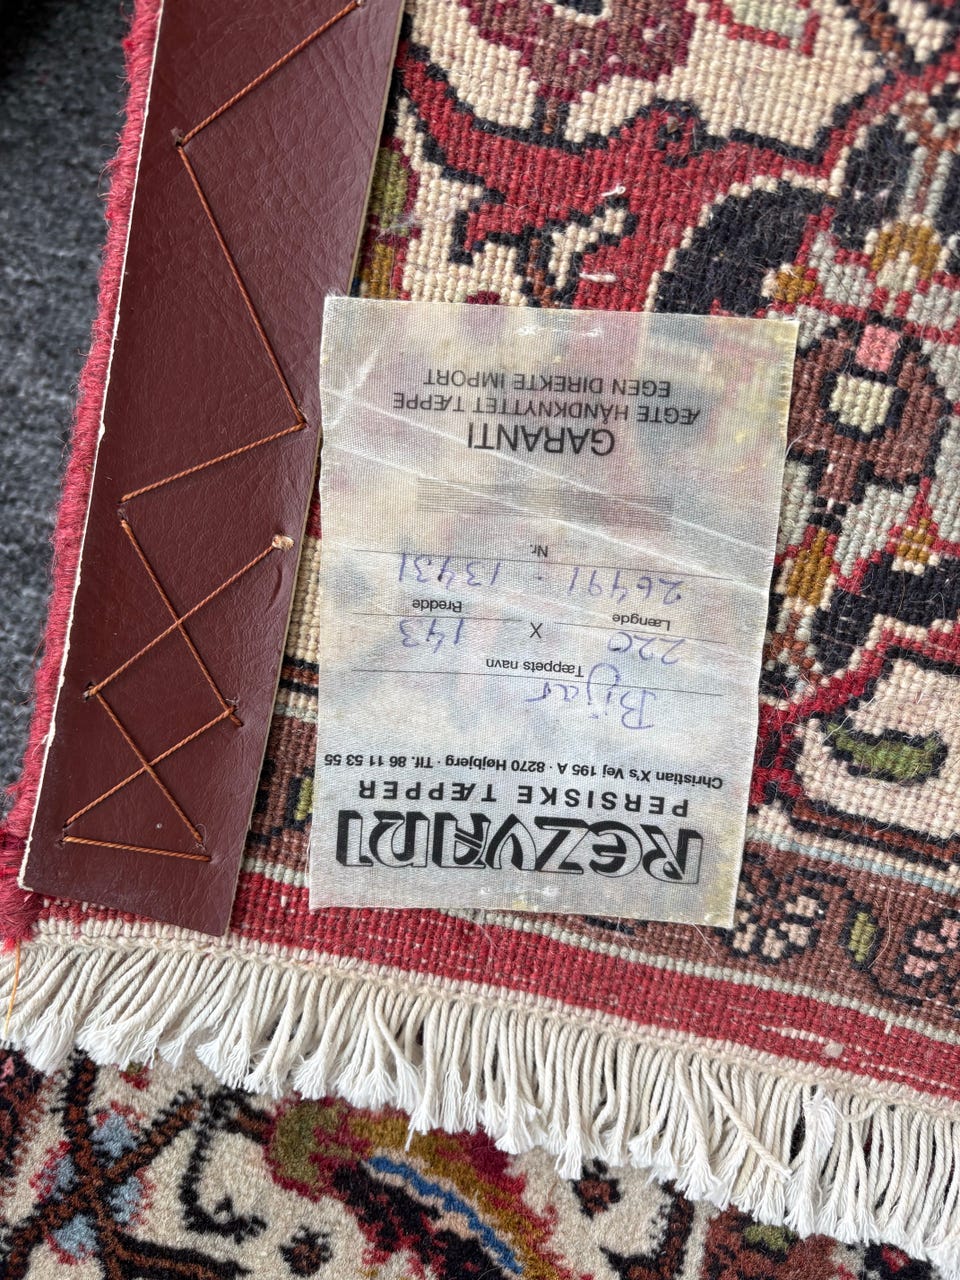 REZVANI
PERSISKE TÆPPER
Christian X's Vej 195 A · 8270 Højbjerg · Tlf. 86 11 53 55
Bijar
Tæppets navn
220 X 143
Længde Bredde
26491 · 13431
Nr.
GARANTI
ÆGTE HÅNDKNYTTET TÆPPE
EGEN DIREKTE IMPORT